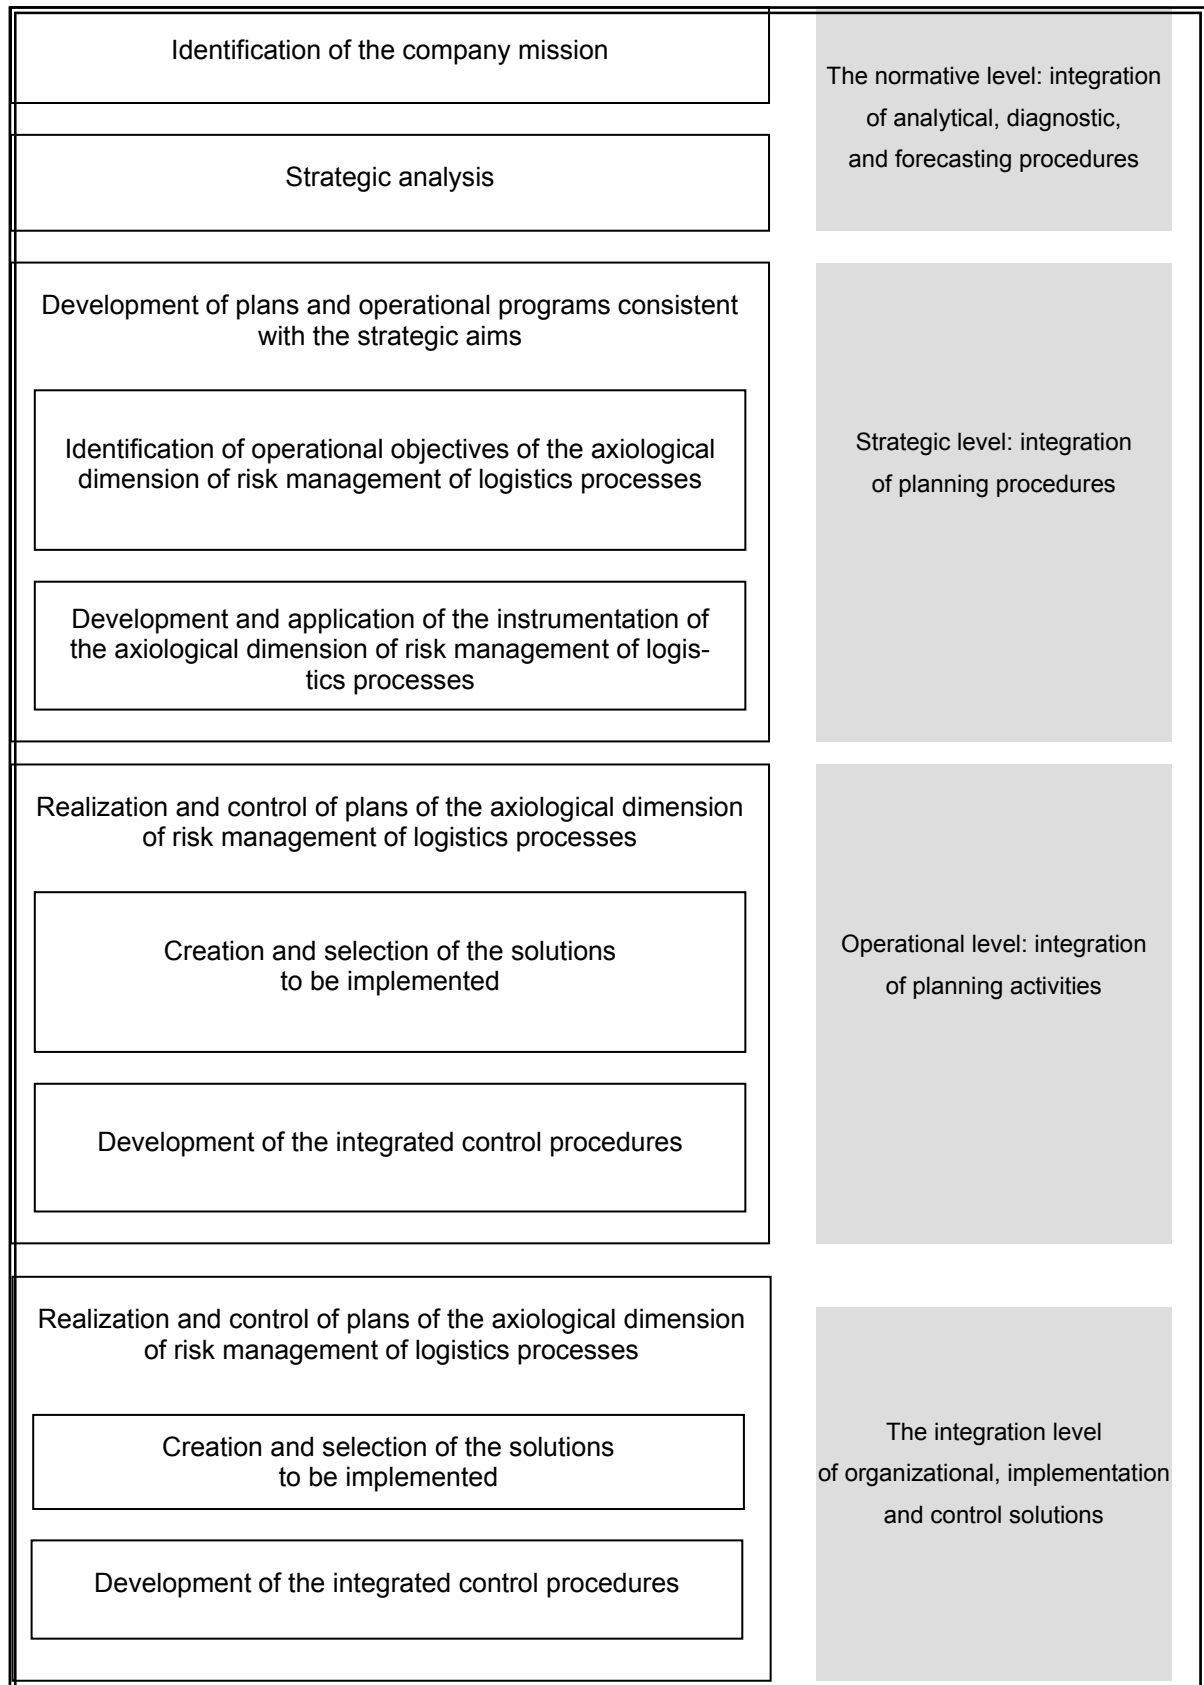 Identification of the company mission
The normative level: integration
of analytical, diagnostic,
and forecasting procedures
Strategic analysis
Development of plans and operational programs consistent
with the strategic aims
Identification of operational objectives of the axiological
dimension of risk management of logistics processes
Development and application of the instrumentation of
the axiological dimension of risk management of logis-
tics processes
Strategic level: integration
of planning procedures
Realization and control of plans of the axiological dimension
of risk management of logistics processes
Creation and selection of the solutions
to be implemented
Development of the integrated control procedures
Operational level: integration
of planning activities
Realization and control of plans of the axiological dimension
of risk management of logistics processes
Creation and selection of the solutions
to be implemented
Development of the integrated control procedures
The integration level
of organizational, implementation
and control solutions